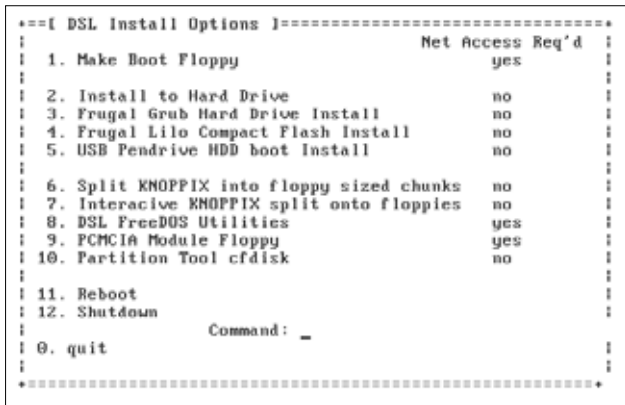 +==[ DSL Install Options ]================================+
Net Access Req'd
1. Make Boot Floppy yes
2. Install to Hard Drive no
3. Frugal Grub Hard Drive Install no
4. Frugal Lilo Compact Flash Install no
5. USB Pendrive HDD boot Install no
6. Split KNOPPIX into floppy sized chunks no
7. Interacive KNOPPIX split onto floppies no
8. DSL FreeDOS Utilities yes
9. PCMCIA Module Floppy yes
10. Partition Tool cfdisk no
11. Reboot
12. Shutdown
Command: _
0. quit